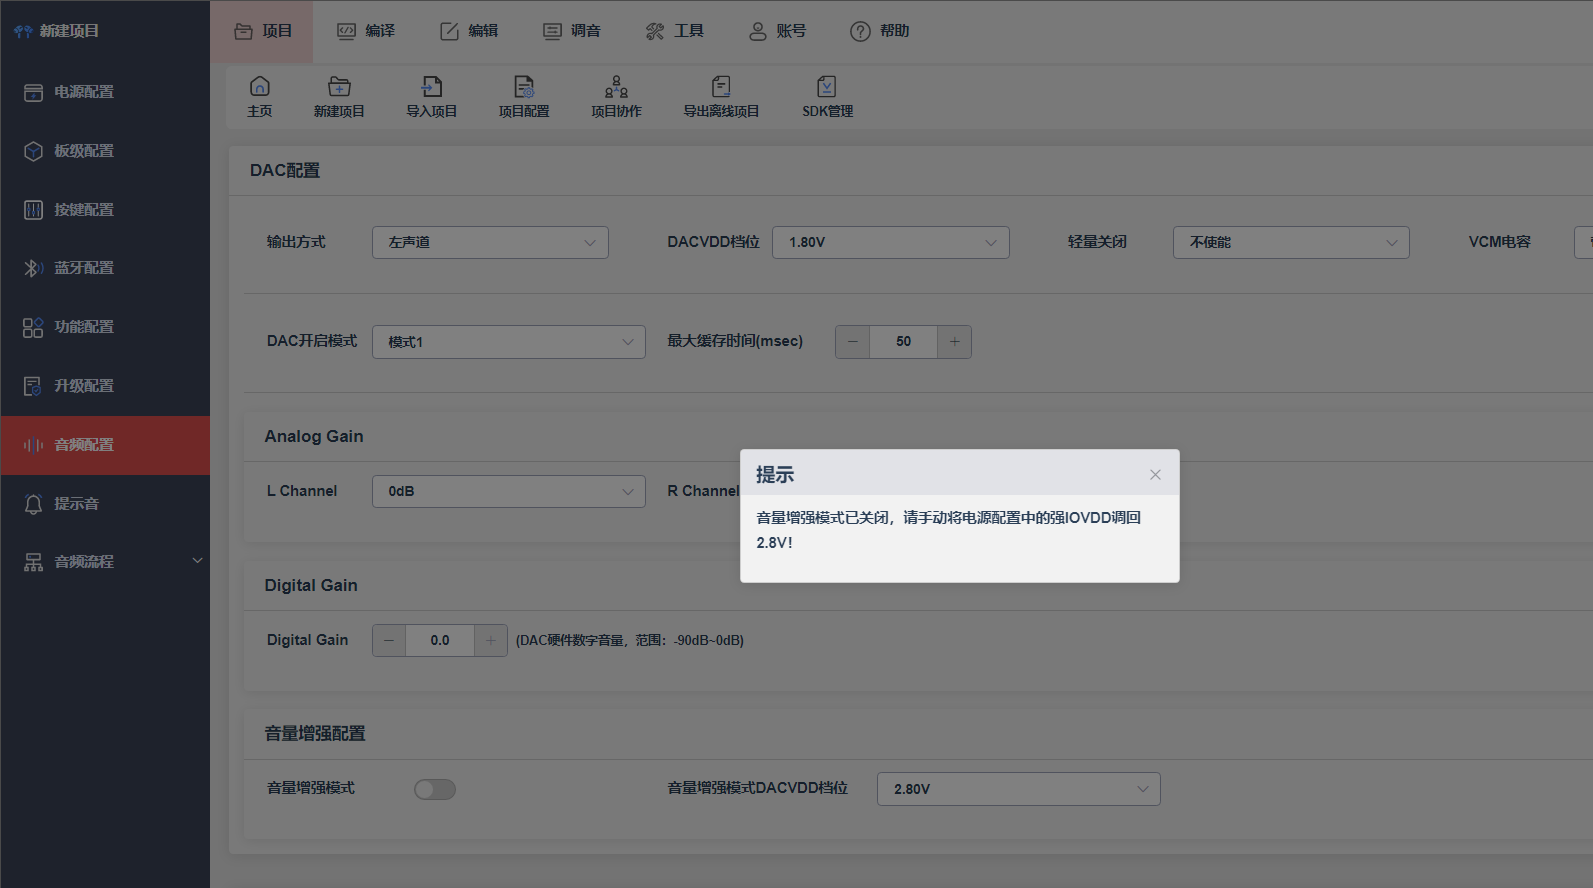 新建项目
项目
编译
编辑
调音
工具
账号
帮助
主页
新建项目
导入项目
项目配置
项目协作
导出离线项目
SDK管理
电源配置
板级配置
按键配置
蓝牙配置
功能配置
升级配置
音频配置
提示音
音频流程
DAC配置
输出方式
左声道
DACVDD档位
1.80V
轻量关闭
不使能
VCM电容
DAC开启模式
模式1
最大缓存时间(msec)
50
Analog Gain
L Channel
0dB
R Channel
提示
音量增强模式已关闭，请手动将电源配置中的强IOVDD调回
2.8V!
Digital Gain
Digital Gain
0.0
(DAC硬件数字音量，范围：-90dB~0dB)
音量增强配置
音量增强模式
音量增强模式DACVDD档位
2.80V